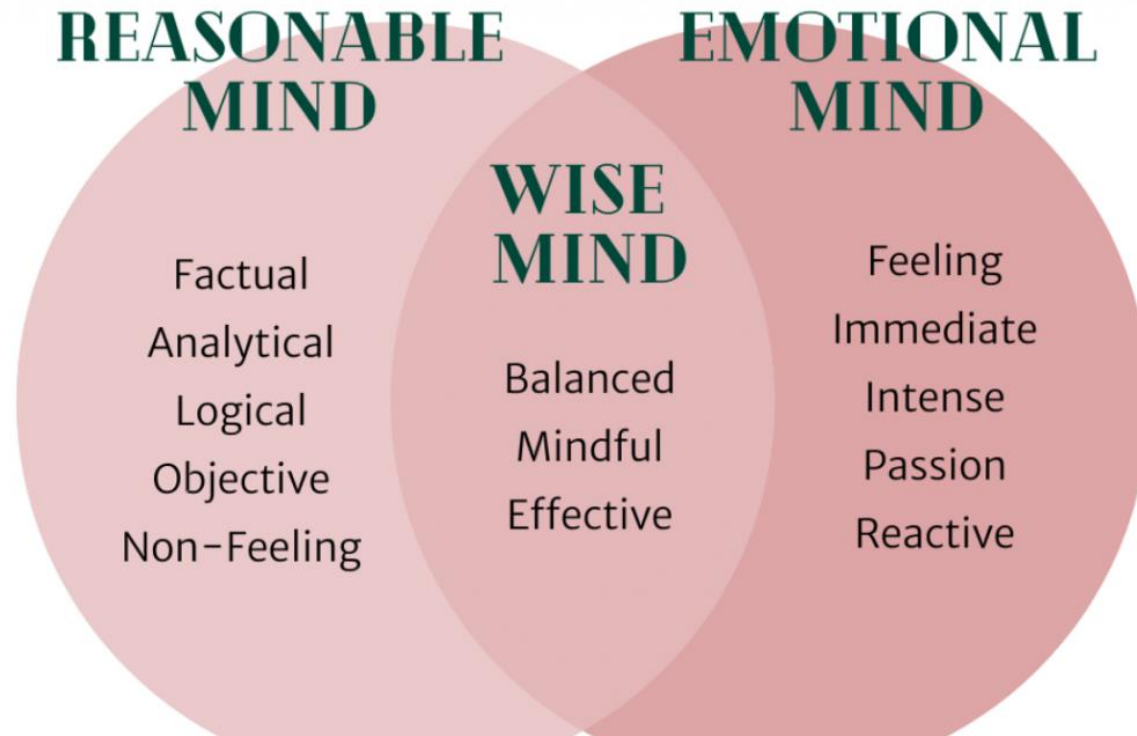 REASONABLE
MIND
Factual
Analytical
Logical
Objective
Non-Feeling
WISE
MIND
Balanced
Mindful
Effective
EMOTIONAL
MIND
Feeling
Immediate
Intense
Passion
Reactive